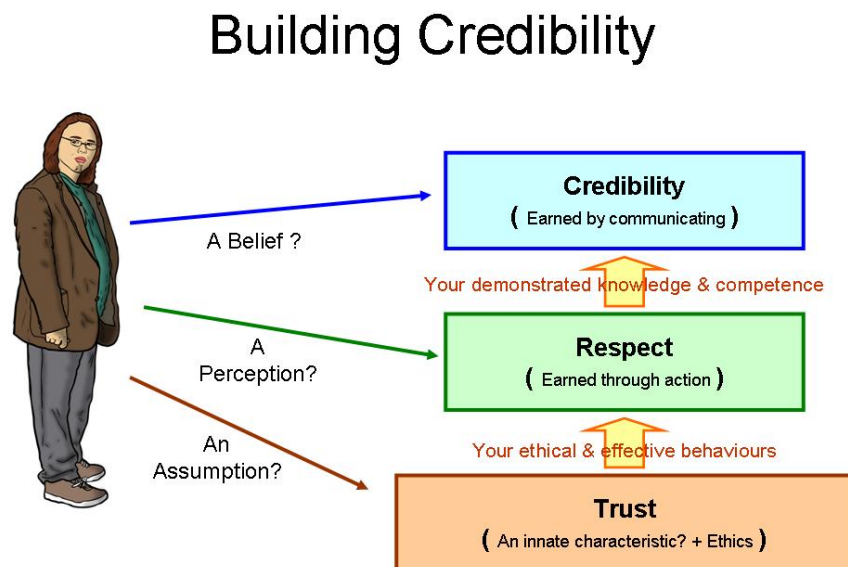 Building Credibility
Credibility
( Earned by communicating )
A Belief ?
Your demonstrated knowledge & competence
A
Perception?
Respect
( Earned through action )
An
Assumption?
Your ethical & effective behaviours
Trust
( An innate characteristic? + Ethics )